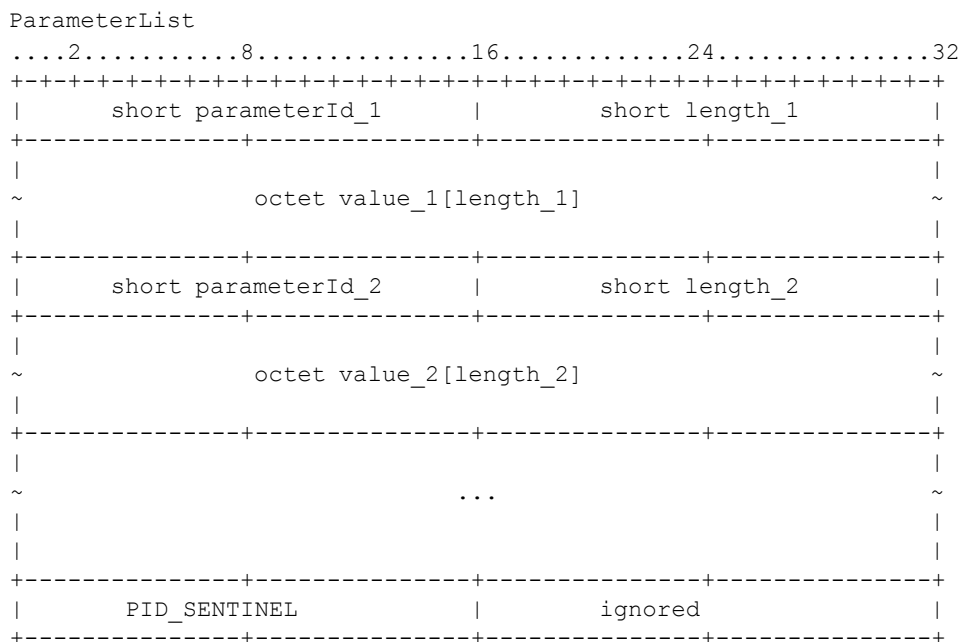 ParameterList
....2...........8...............16.............24...............32
+-+-+-+-+-+-+-+-+-+-+-+-+-+-+-+-+-+-+-+-+-+-+-+-+-+-+-+-+-+-+-+-+
|      short parameterId_1      |        short length_1         |
+---------------+---------------+---------------+---------------+
|                                                               |
~                octet value_1[length_1]                        ~
|                                                               |
+---------------+---------------+---------------+---------------+
|      short parameterId_2      |        short length_2         |
+---------------+---------------+---------------+---------------+
|                                                               |
~                octet value_2[length_2]                        ~
|                                                               |
+---------------+---------------+---------------+---------------+
|                                                               |
~                              ...                              ~
|                                                               |
|                                                               |
+---------------+---------------+---------------+---------------+
|       PID_SENTINEL            |        ignored                |
+---------------+---------------+---------------+---------------+